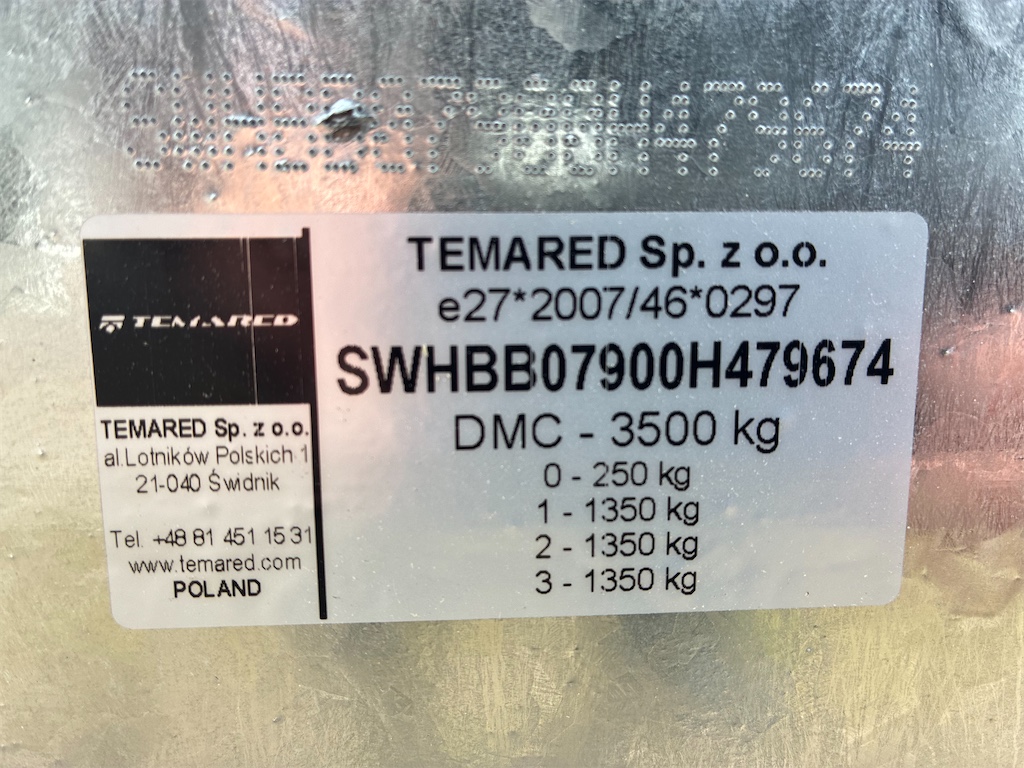 SWHBB07900H479674
TEMARED
TEMARED Sp. z o.o.
al.Lotników Polskich 1
21-040 Świdnik
Tel. +48 81 451 15 31
www.temared.com
POLAND
TEMARED Sp. z o.o.
e27*2007/46*0297
SWHBB07900H479674
DMC - 3500 kg
0 - 250 kg
1 - 1350 kg
2 - 1350 kg
3 - 1350 kg